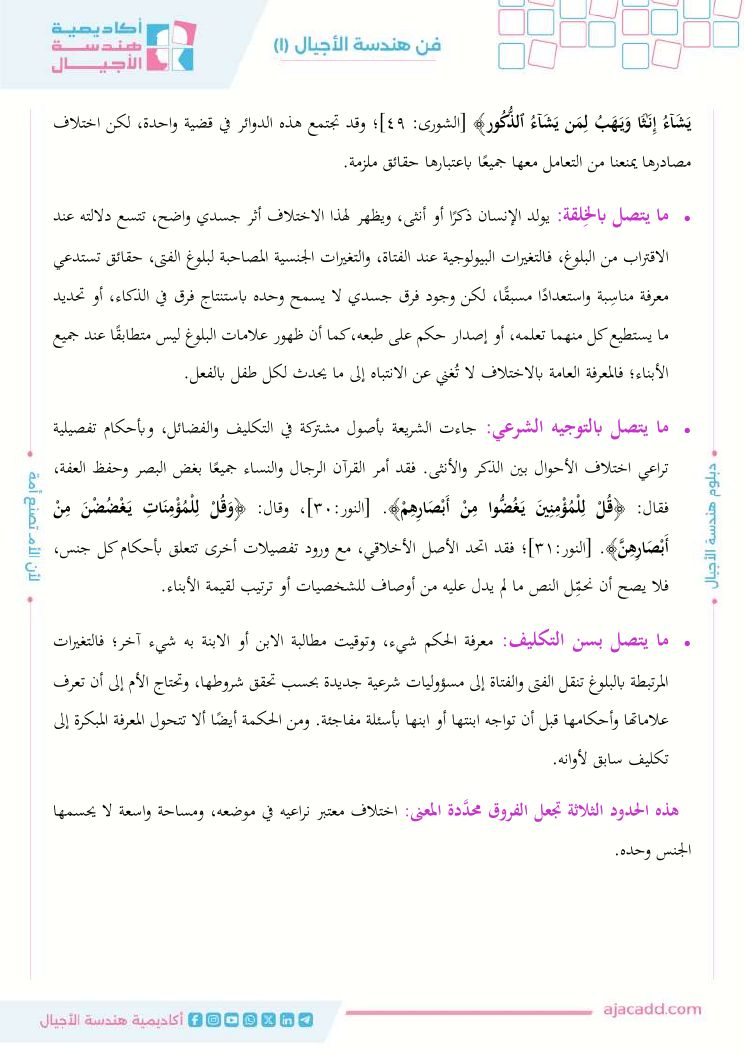 أكاديمية
هندسة
الأجيال
فن هندسة الأجيال (١)
يَشَآءُ إِنَٰثًا وَيَهَبُ لِمَن يَشَآءُ ٱلذُّكُورَ﴾ [الشورى: ٤٩]؛ وقد تجتمع هذه الدوائر في قضية واحدة، لكن اختلاف
مصادرها يمنعنا من التعامل معها جميعًا باعتبارها حقائق ملزمة.
• ما يتصل بالخِلقة: يولد الإنسان ذكرًا أو أنثى، ويظهر لهذا الاختلاف أثر جسدي واضح، تتسع دلالته عند
الاقتراب من البلوغ، فالتغيرات البيولوجية عند الفتاة، والتغيرات الجنسية المصاحبة لبلوغ الفتى، حقائق تستدعي
معرفة مناسِبة واستعدادًا مسبقًا، لكن وجود فرق جسدي لا يسمح وحده باستنتاج فرق في الذكاء، أو تحديد
ما يستطيع كل منهما تعلمه، أو إصدار حكم على طبعه،كما أن ظهور علامات البلوغ ليس متطابقًا عند جميع
الأبناء؛ فالمعرفة العامة بالاختلاف لا تُغني عن الانتباه إلى ما يحدث لكل طفل بالفعل.
• ما يتصل بالتوجيه الشرعي: جاءت الشريعة بأصول مشتركة في التكليف والفضائل، وبأحكام تفصيلية
تراعي اختلاف الأحوال بين الذكر والأنثى. فقد أمر القرآن الرجال والنساء جميعًا بغض البصر وحفظ العفة،
فقال: ﴿قُلْ لِلْمُؤْمِنِينَ يَغُضُّوا مِنْ أَبْصَارِهِمْ﴾. [النور:٣٠]، وقال: ﴿وَقُلْ لِلْمُؤْمِنَاتِ يَغْضُضْنَ مِنْ
أَبْصَارِهِنَّ﴾. [النور:٣١]؛ فقد اتحد الأصل الأخلاقي، مع ورود تفصيلات أخرى تتعلق بأحكام كل جنس،
فلا يصح أن نحمّل النص ما لم يدل عليه من أوصاف للشخصيات أو ترتيب لقيمة الأبناء.
• ما يتصل بسن التكليف: معرفة الحكم شيء، وتوقيت مطالبة الابن أو الابنة به شيء آخر؛ فالتغيرات
المرتبطة بالبلوغ تنقل الفتى والفتاة إلى مسؤوليات شرعية جديدة بحسب تحقق شروطها، وتحتاج الأم إلى أن تعرف
علاماتها وأحكامها قبل أن تواجه ابنتها أو ابنها بأسئلة مفاجئة. ومن الحكمة أيضًا ألا تتحول المعرفة المبكرة إلى
تكليف سابق لأوانه.
هذه الحدود الثلاثة تجعل الفروق محدَّدة المعنى: اختلاف معتبر نراعيه في موضعه، ومساحة واسعة لا يحسمها
الجنس وحده.
دبلوم هندسة الأجيال
لأن الأم تصنع أمة
أكاديمية هندسة الأجيال
ajacadd.com